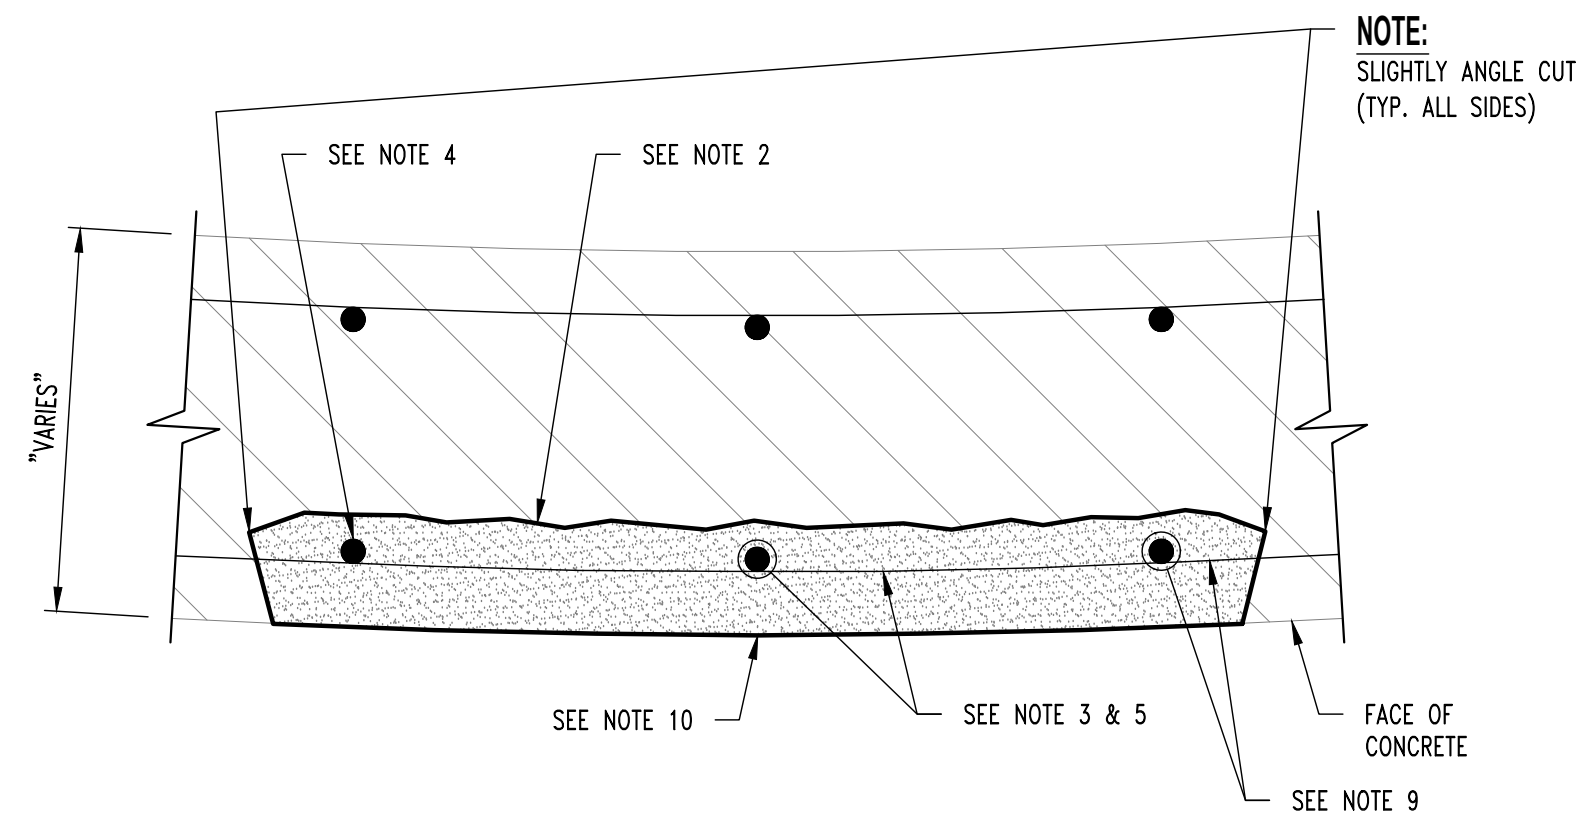 NOTE:
SLIGHTLY ANGLE CUT
(TYP. ALL SIDES)
SEE NOTE 4
SEE NOTE 2
"VARIES"
SEE NOTE 10
SEE NOTE 3 & 5
FACE OF
CONCRETE
SEE NOTE 9